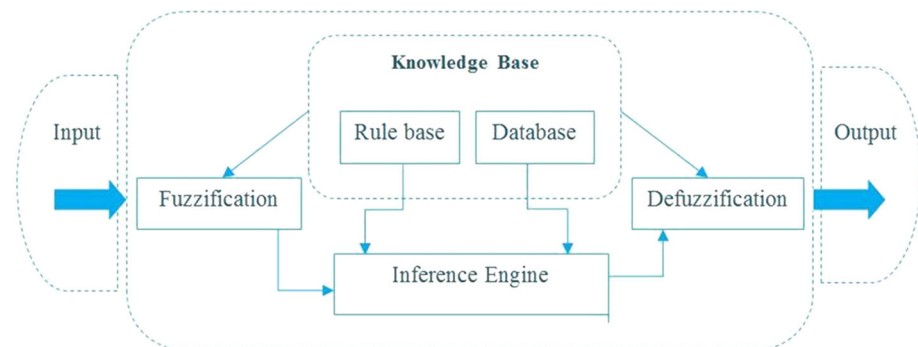 Knowledge Base
Input
Rule base
Database
Output
Fuzzification
Defuzzification
Inference Engine